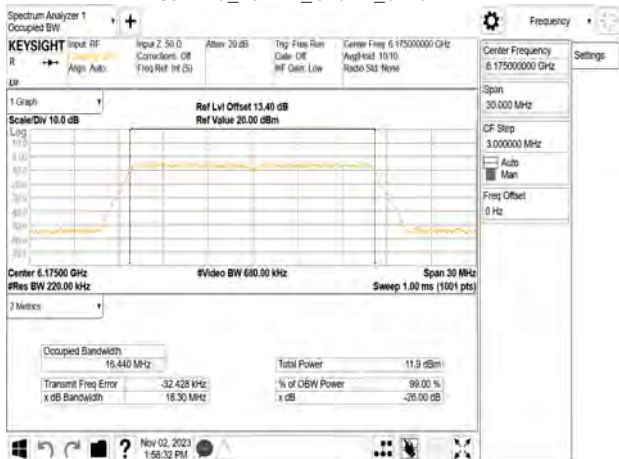 Spectrum Analyzer 1
Occupied BW
+
Frequency
KEYSIGHT
Input: RF
Input Z: 50 Ω
Atten: 20 dB
Trig: Free Run
Center Freq: 6.175000000 GHz
R
Corrections: Off
Gate: Off
Avg|Hold: 10/10
Align: Auto
Freq Ref: Int (S)
#IF Gain: Low
Radio Std: None
1 Graph
Scale/Div 10.0 dB
Ref Lvl Offset 13.40 dB
Ref Value 20.00 dBm
Log
Center 6.17500 GHz
#Video BW 680.00 kHz
Span 30 MHz
#Res BW 220.00 kHz
Sweep 1.00 ms (1001 pts)
2 Metrics
Occupied Bandwidth
16.440 MHz
Total Power
11.9 dBm
Transmit Freq Error
-32.428 kHz
% of OBW Power
99.00 %
x dB Bandwidth
18.30 MHz
x dB
-26.00 dB
Center Frequency
6.175000000 GHz
Settings
Span
30.000 MHz
CF Step
3.000000 MHz
Auto
Man
Freq Offset
0 Hz
?
Nov 02, 2023
1:58:32 PM